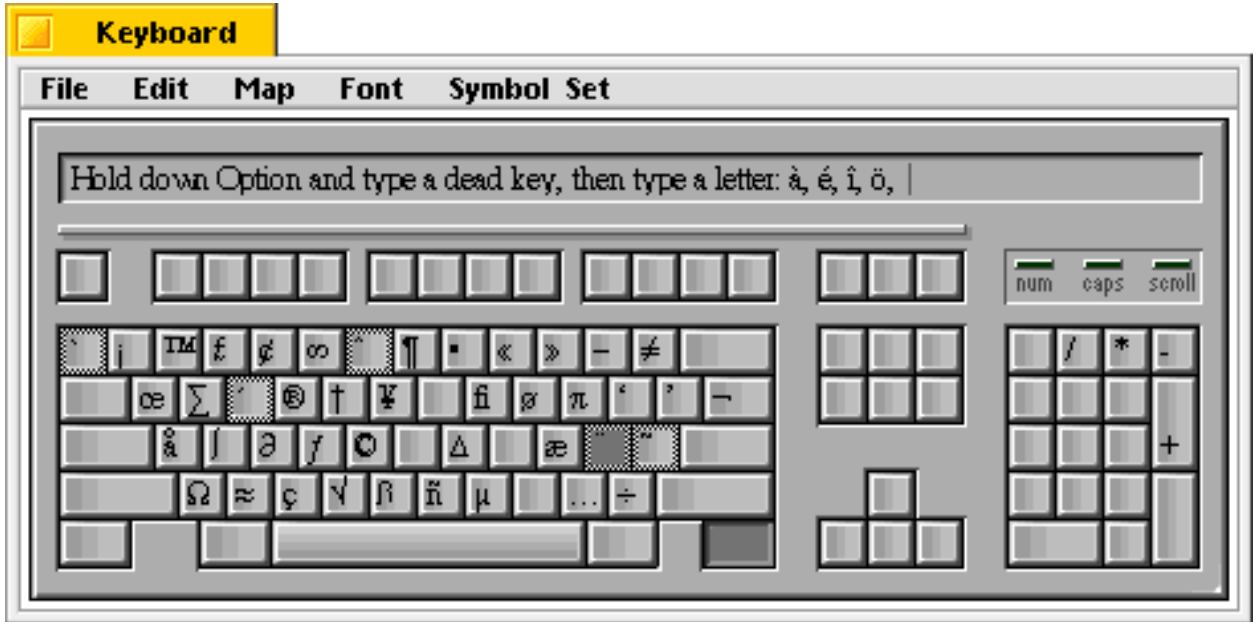 Keyboard
File Edit Map Font Symbol Set
Hold down Option and type a dead key, then type a letter: à, é, î, ö,
num caps scroll
` ¡ ™ £ ¢ ∞ ^ ¶ • « » – ≠ / * -
œ ∑ ´ ® † ¥ fi ø π ‘ ’ ¬
å ∫ ∂ ƒ © ∆ æ ¨ ~ +
Ω ≈ ç √ ß ñ µ … ÷